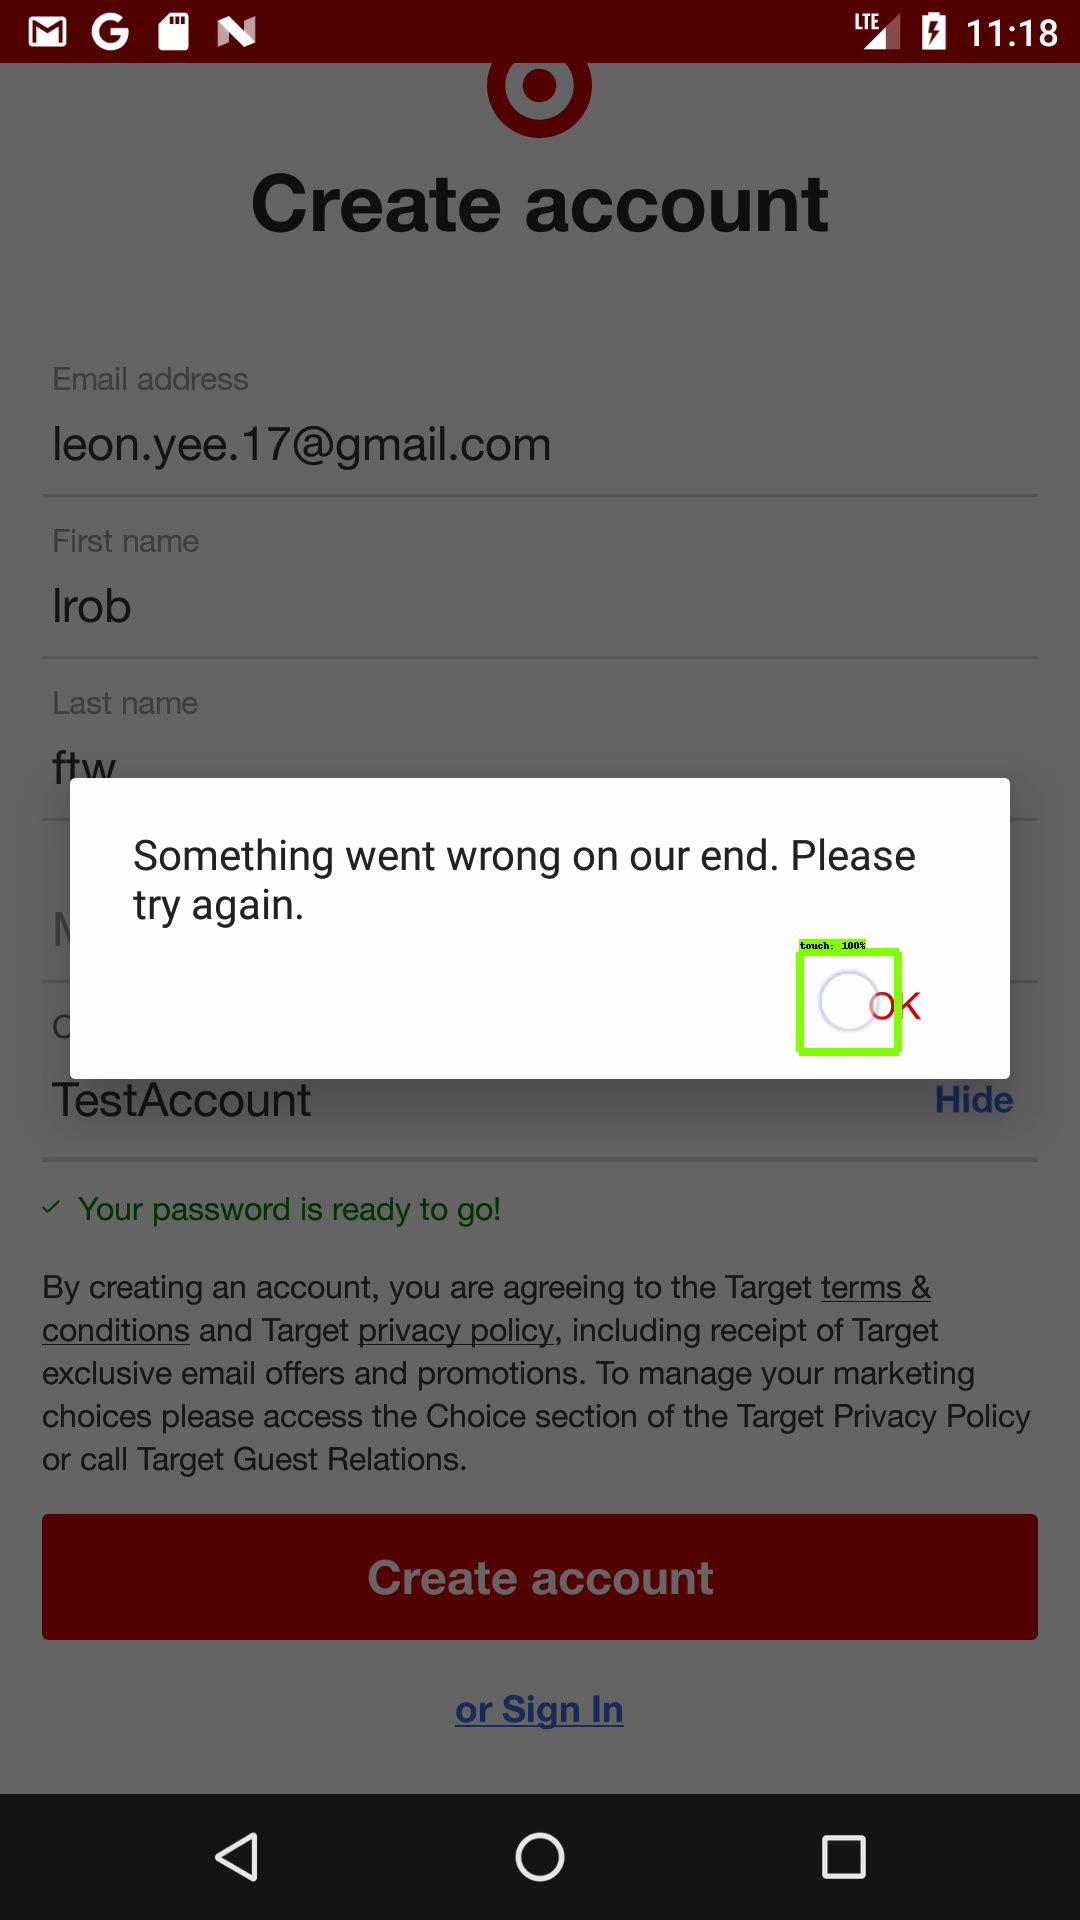 LTE 11:18
Create account
Email address
leon.yee.17@gmail.com
First name
lrob
Last name
ftw
Something went wrong on our end. Please
try again.
touch: 100%
OK
TestAccount
Hide
Your password is ready to go!
By creating an account, you are agreeing to the Target terms &
conditions and Target privacy policy, including receipt of Target
exclusive email offers and promotions. To manage your marketing
choices please access the Choice section of the Target Privacy Policy
or call Target Guest Relations.
Create account
or Sign In